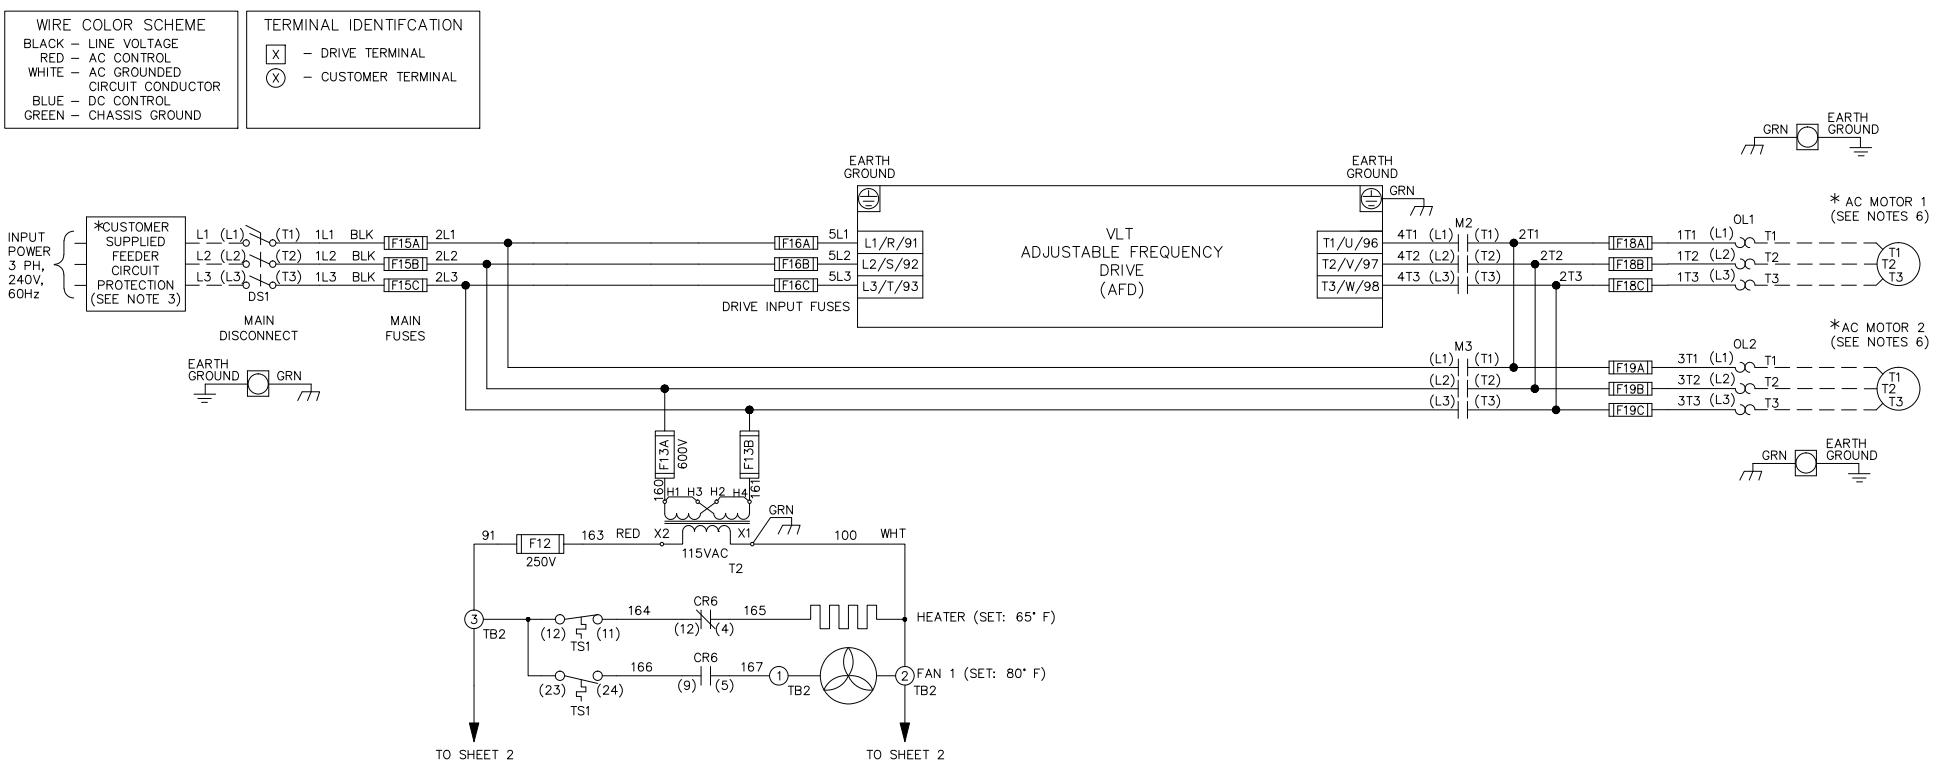 WIRE COLOR SCHEME
BLACK – LINE VOLTAGE
RED – AC CONTROL
WHITE – AC GROUNDED
CIRCUIT CONDUCTOR
BLUE – DC CONTROL
GREEN – CHASSIS GROUND
TERMINAL IDENTIFCATION
X – DRIVE TERMINAL
X – CUSTOMER TERMINAL
GRN
EARTH
GROUND
EARTH
GROUND
EARTH
GROUND
GRN
* AC MOTOR 1
(SEE NOTES 6)
INPUT
POWER
3 PH,
240V,
60Hz
*CUSTOMER
SUPPLIED
FEEDER
CIRCUIT
PROTECTION
(SEE NOTE 3)
L1 (L1) (T1) 1L1 BLK F15A 2L1 F16A 5L1 L1/R/91
L2 (L2) (T2) 1L2 BLK F15B 2L2 F16B 5L2 L2/S/92
L3 (L3) (T3) 1L3 BLK F15C 2L3 F16C 5L3 L3/T/93
DS1
MAIN
DISCONNECT
MAIN
FUSES
DRIVE INPUT FUSES
VLT
ADJUSTABLE FREQUENCY
DRIVE
(AFD)
M2
OL1
T1/U/96 4T1 (L1) (T1) 2T1 F18A 1T1 (L1) T1
T2/V/97 4T2 (L2) (T2) 2T2 F18B 1T2 (L2) T2
T3/W/98 4T3 (L3) (T3) 2T3 F18C 1T3 (L3) T3
T1
T2
T3
*AC MOTOR 2
(SEE NOTES 6)
M3
OL2
(L1) (T1) F19A 3T1 (L1) T1
(L2) (T2) F19B 3T2 (L2) T2
(L3) (T3) F19C 3T3 (L3) T3
T1
T2
T3
EARTH
GROUND
GRN
GRN
EARTH
GROUND
F13A
600V
F13B
160
161
H1 H3 H2 H4
GRN
91 F12 163 RED X2 X1 100 WHT
250V
115VAC
T2
3
TB2
(12) (11)
TS1
164
CR6
(12) (4)
165
HEATER (SET: 65° F)
(23) (24)
TS1
166
CR6
(9) (5)
167
1
TB2
2
TB2
FAN 1 (SET: 80° F)
TO SHEET 2
TO SHEET 2